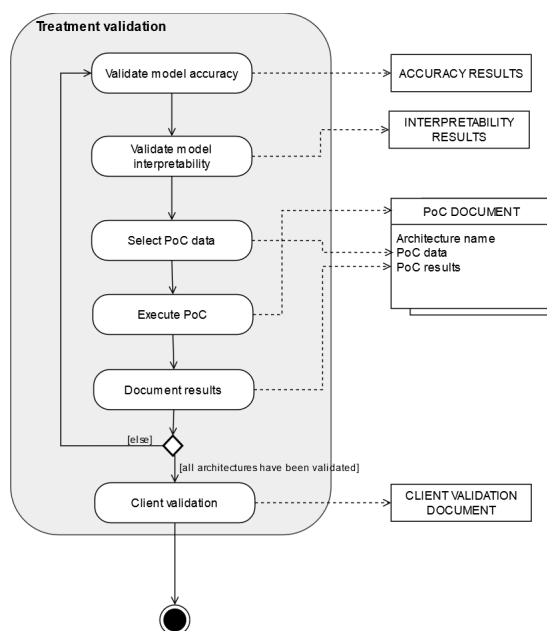 Treatment validation
Validate model accuracy
ACCURACY RESULTS
INTERPRETABILITY
RESULTS
Validate model
interpretability
PoC DOCUMENT
Architecture name
PoC data
PoC results
Select PoC data
Execute PoC
Document results
[else]
[all architectures have been validated]
Client validation
CLIENT VALIDATION
DOCUMENT